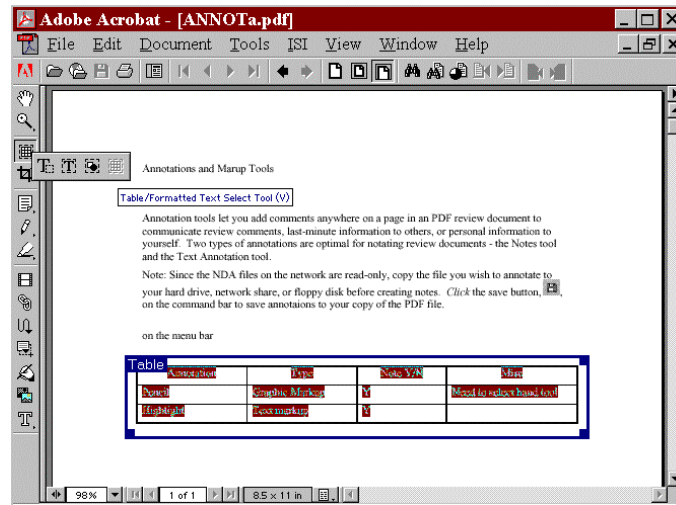 Adobe Acrobat - [ANNOTa.pdf]
File Edit Document Tools ISI View Window Help
Annotations and Marup Tools
Table/Formatted Text Select Tool (V)
Annotation tools let you add comments anywhere on a page in an PDF review document to
communicate review comments, last-minute information to others, or personal information to
yourself. Two types of annotations are optimal for notating review documents - the Notes tool
and the Text Annotation tool.
Note: Since the NDA files on the network are read-only, copy the file you wish to annotate to
your hard drive, network share, or floppy disk before creating notes. Click the save button, ,
on the command bar to save annotaions to your copy of the PDF file.
on the menu bar
Table
Annotation Type Note Y/N Misc
Pencil Graphic Markup Y Need to select hand tool
Highlight Text markup Y
98% 1 of 1 8.5 x 11 in